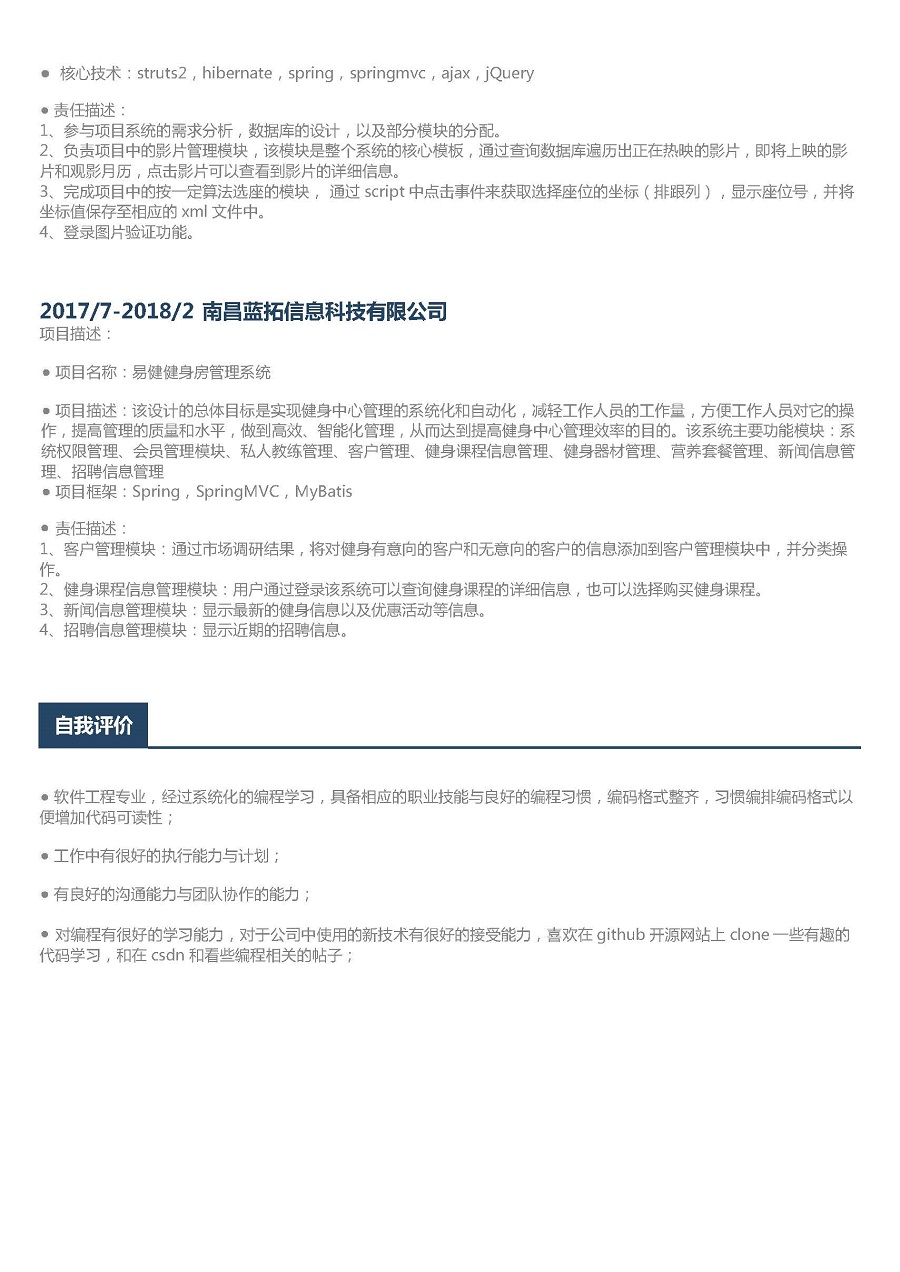 ● 核心技术：struts2，hibernate，spring，springmvc，ajax，jQuery
● 责任描述：
1、参与项目系统的需求分析，数据库的设计，以及部分模块的分配。
2、负责项目中的影片管理模块，该模块是整个系统的核心模板，通过查询数据库遍历出正在热映的影片，即将上映的影
片和观影月历，点击影片可以查看到影片的详细信息。
3、完成项目中的按一定算法选座的模块， 通过 script 中点击事件来获取选择座位的坐标（排跟列），显示座位号，并将
坐标值保存至相应的 xml 文件中。
4、登录图片验证功能。
2017/7-2018/2 南昌蓝拓信息科技有限公司
项目描述：
● 项目名称：易健健身房管理系统
● 项目描述：该设计的总体目标是实现健身中心管理的系统化和自动化，减轻工作人员的工作量，方便工作人员对它的操
作，提高管理的质量和水平，做到高效、智能化管理，从而达到提高健身中心管理效率的目的。该系统主要功能模块：系
统权限管理、会员管理模块、私人教练管理、客户管理、健身课程信息管理、健身器材管理、营养套餐管理、新闻信息管
理、招聘信息管理
● 项目框架：Spring，SpringMVC，MyBatis
● 责任描述：
1、客户管理模块：通过市场调研结果，将对健身有意向的客户和无意向的客户的信息添加到客户管理模块中，并分类操
作。
2、健身课程信息管理模块：用户通过登录该系统可以查询健身课程的详细信息，也可以选择购买健身课程。
3、新闻信息管理模块：显示最新的健身信息以及优惠活动等信息。
4、招聘信息管理模块：显示近期的招聘信息。
自我评价
● 软件工程专业，经过系统化的编程学习，具备相应的职业技能与良好的编程习惯，编码格式整齐，习惯编排编码格式以
便增加代码可读性；
● 工作中有很好的执行能力与计划；
● 有良好的沟通能力与团队协作的能力；
● 对编程有很好的学习能力，对于公司中使用的新技术有很好的接受能力，喜欢在 github 开源网站上 clone 一些有趣的
代码学习，和在 csdn 和看些编程相关的帖子；